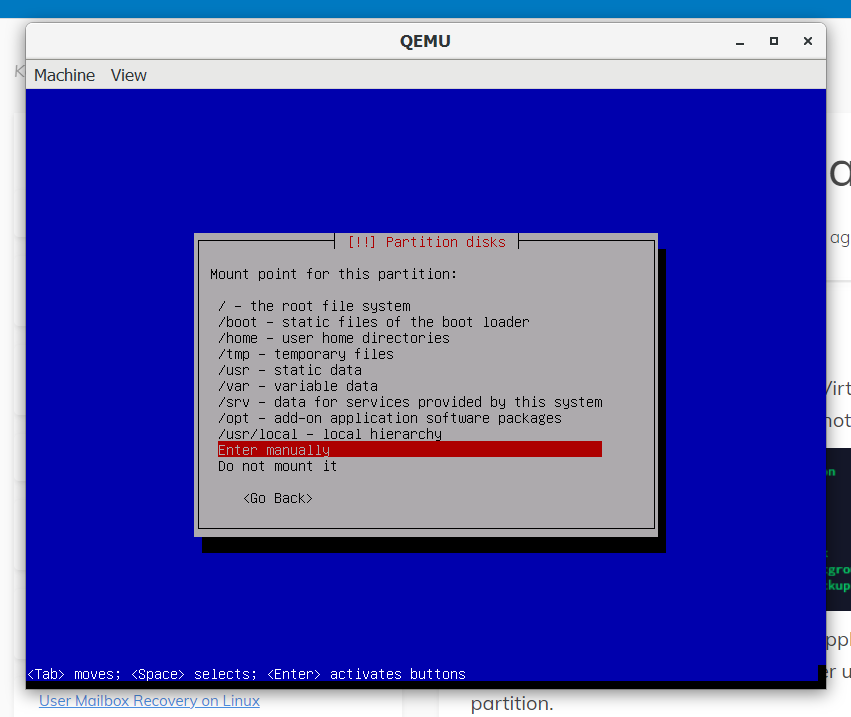 QEMU
Machine View
[!!] Partition disks
Mount point for this partition:
/ – the root file system
/boot – static files of the boot loader
/home – user home directories
/tmp – temporary files
/usr – static data
/var – variable data
/srv – data for services provided by this system
/opt – add–on application software packages
/usr/local – local hierarchy
Enter manually
Do not mount it
<Go Back>
<Tab> moves; <Space> selects; <Enter> activates buttons
User Mailbox Recovery on Linux
partition.